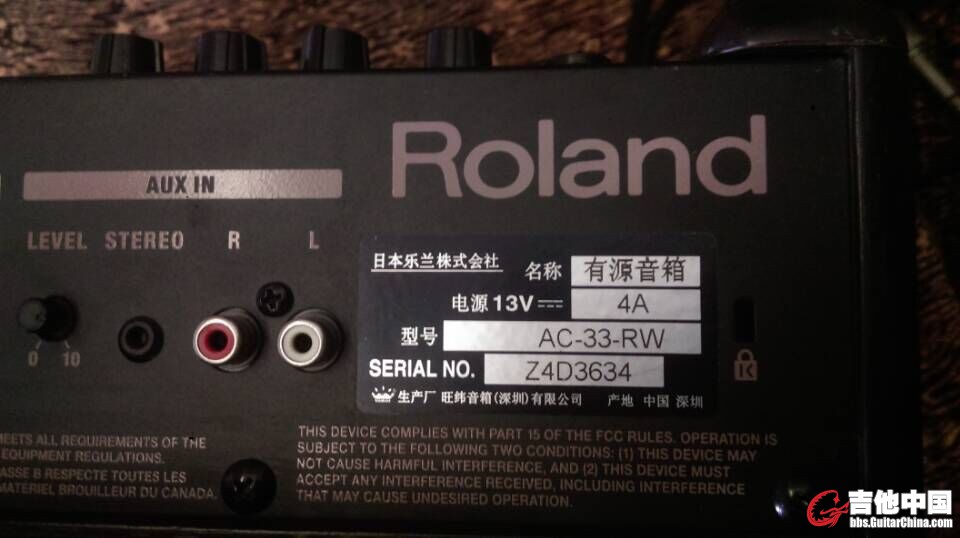 Roland
AUX IN
LEVEL STEREO R L
0 10
日本乐兰株式会社
名称 有源音箱
电源 13V 4A
型号 AC-33-RW
SERIAL NO. Z4D3634
生产厂 旺纬音箱(深圳)有限公司 产地 中国 深圳
MEETS ALL REQUIREMENTS OF THE
EQUIPMENT REGULATIONS.
ASSE B RESPECTE TOUTES LES
MATÉRIEL BROUILLEUR DU CANADA.
THIS DEVICE COMPLIES WITH PART 15 OF THE FCC RULES. OPERATION IS
SUBJECT TO THE FOLLOWING TWO CONDITIONS: (1) THIS DEVICE MAY
NOT CAUSE HARMFUL INTERFERENCE, AND (2) THIS DEVICE MUST
ACCEPT ANY INTERFERENCE RECEIVED, INCLUDING INTERFERENCE
THAT MAY CAUSE UNDESIRED OPERATION.
吉他中国
bbs.GuitarChina.com